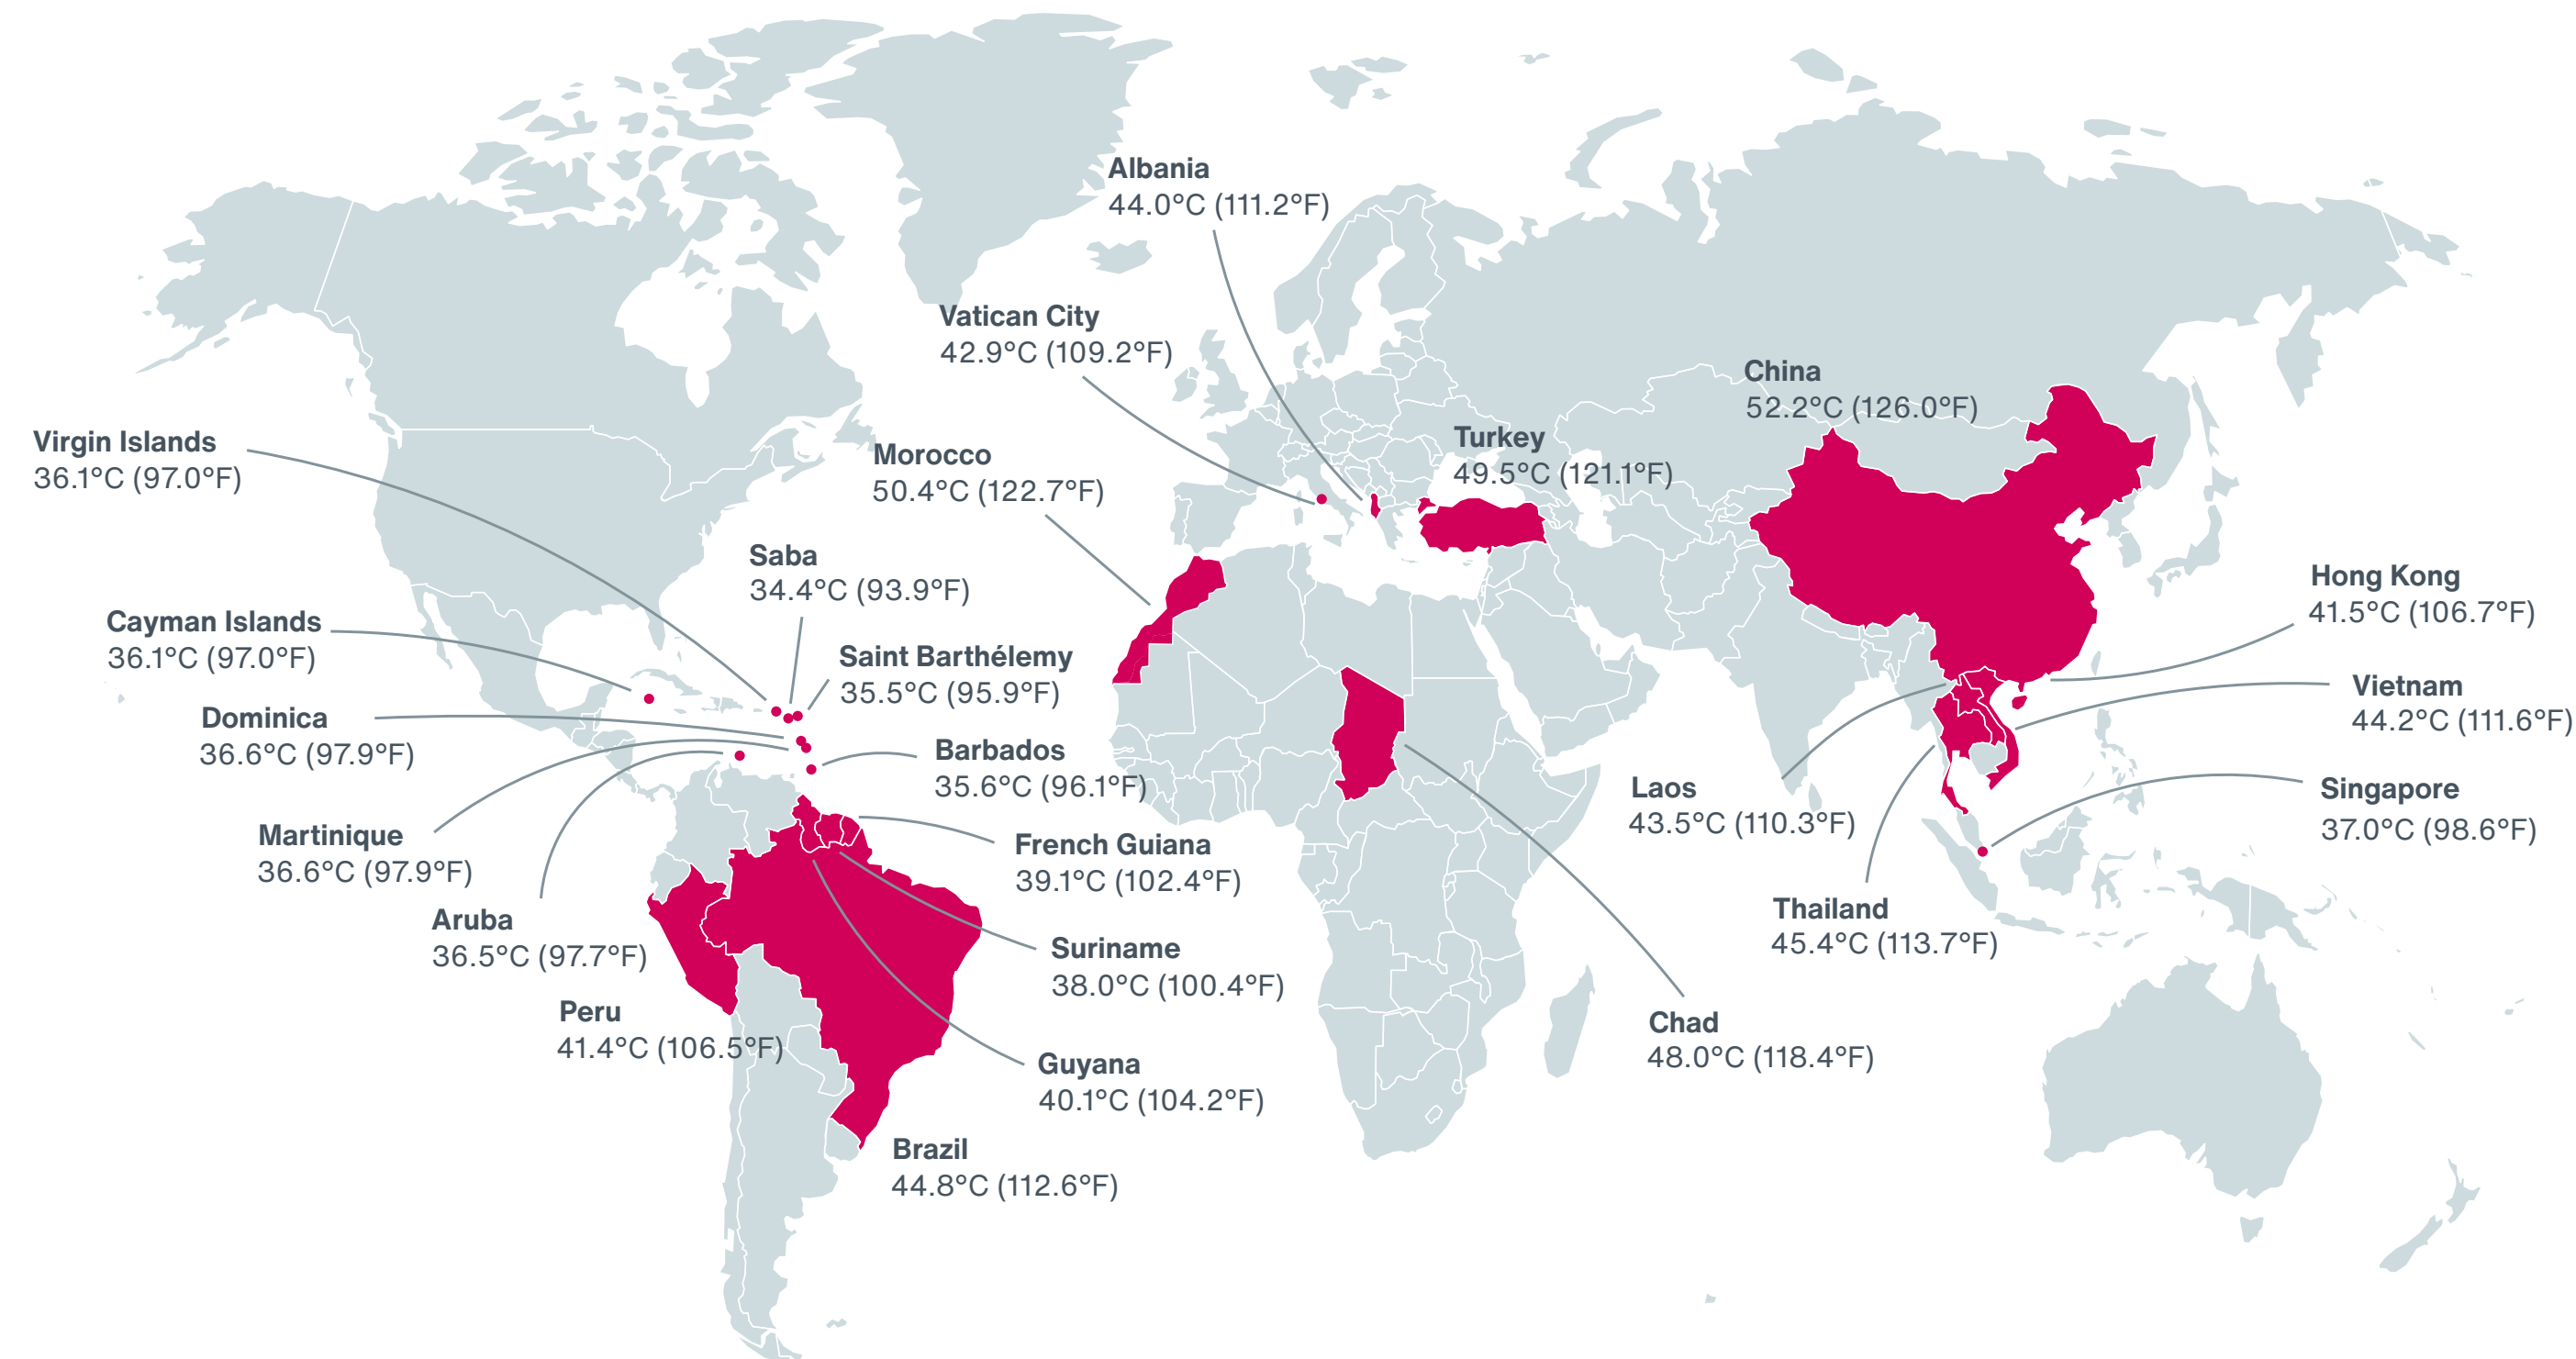 Albania
44.0°C (111.2°F)
Vatican City
42.9°C (109.2°F)
China
52.2°C (126.0°F)
Turkey
49.5°C (121.1°F)
Virgin Islands
36.1°C (97.0°F)
Morocco
50.4°C (122.7°F)
Saba
34.4°C (93.9°F)
Hong Kong
41.5°C (106.7°F)
Cayman Islands
36.1°C (97.0°F)
Saint Barthélemy
35.5°C (95.9°F)
Vietnam
44.2°C (111.6°F)
Dominica
36.6°C (97.9°F)
Barbados
35.6°C (96.1°F)
Laos
43.5°C (110.3°F)
Singapore
37.0°C (98.6°F)
Martinique
36.6°C (97.9°F)
French Guiana
39.1°C (102.4°F)
Thailand
45.4°C (113.7°F)
Aruba
36.5°C (97.7°F)
Suriname
38.0°C (100.4°F)
Peru
41.4°C (106.5°F)
Chad
48.0°C (118.4°F)
Guyana
40.1°C (104.2°F)
Brazil
44.8°C (112.6°F)